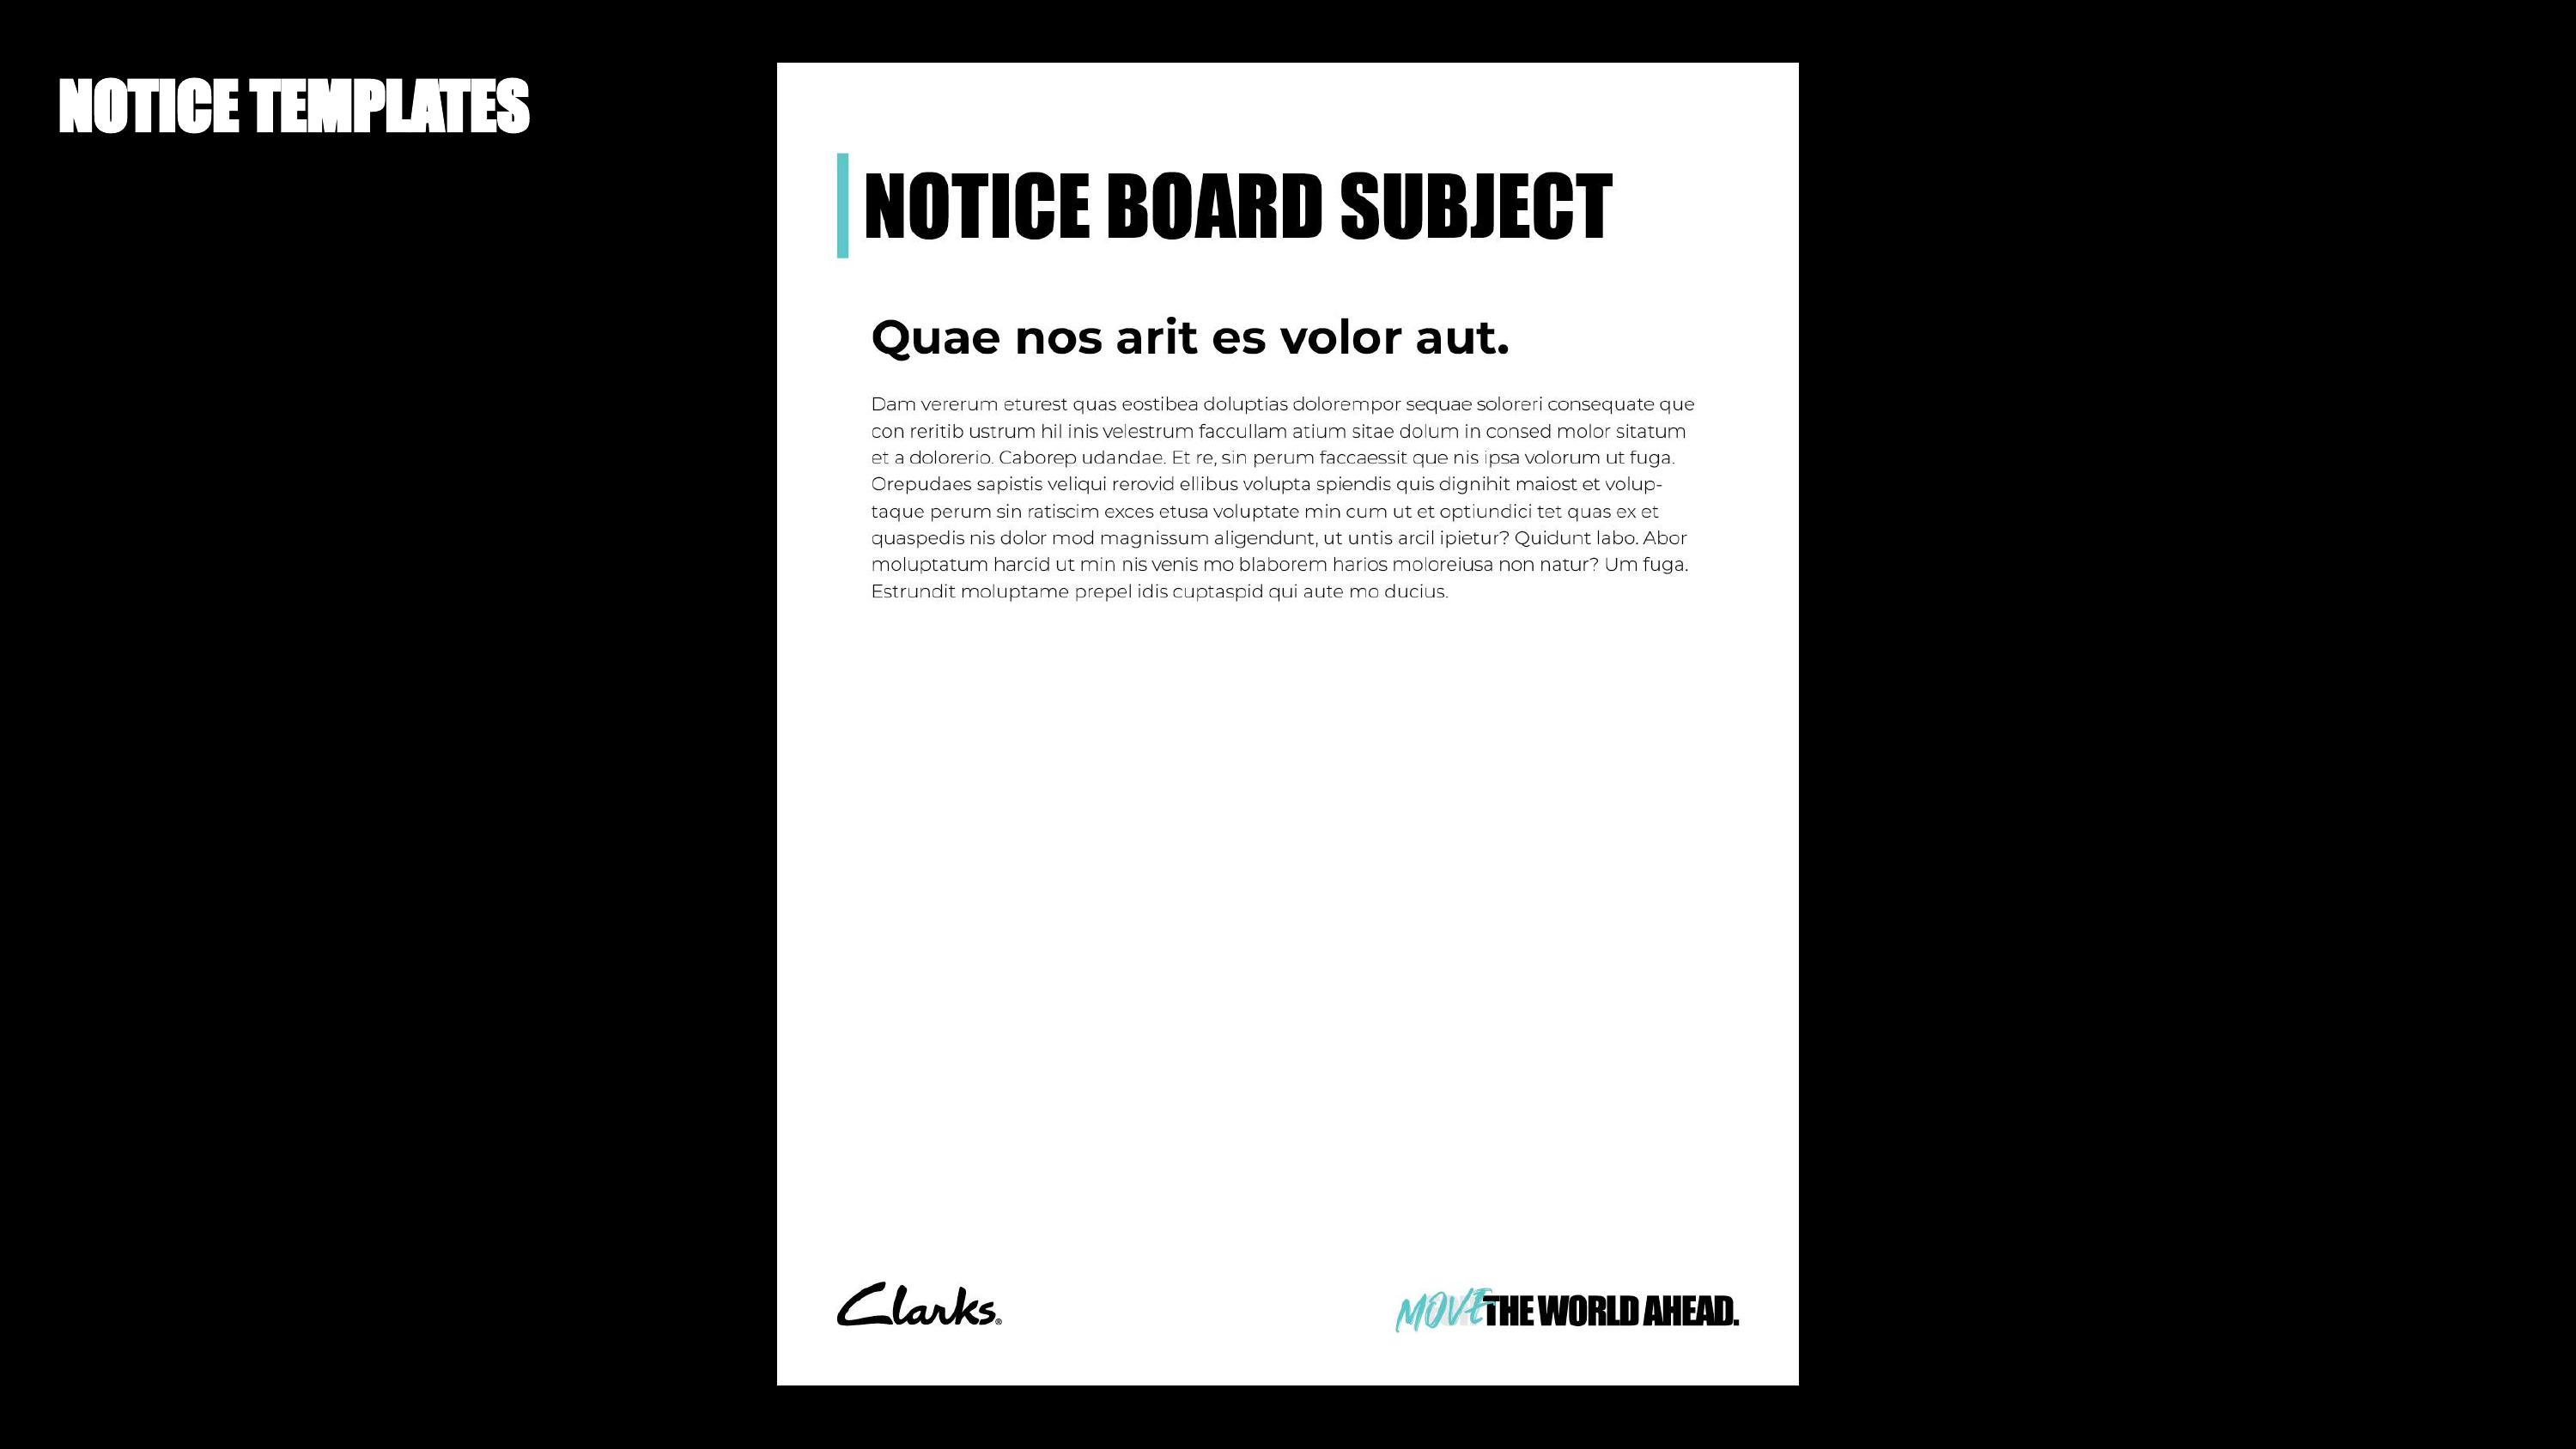 NOTICE TEMPLATES
NOTICE BOARD SUBJECT
Quae nos arit es volor aut.
Dam vererum eturest quas eostibea doluptias dolorempor sequae soloreri consequate que
con reritib ustrum hil inis velestrum faccullam atium sitae dolum in consed molor sitatum
et a dolorerio. Caborep udandae. Et re, sin perum faccaessit que nis ipsa volorum ut fuga.
Orepudaes sapistis veliqui rerovid ellibus volupta spiendis quis dignihit maiost et volup-
taque perum sin ratiscim exces etusa voluptate min cum ut et optiundici tet quas ex et
quaspedis nis dolor mod magnissum aligendunt, ut untis arcil ipietur? Quidunt labo. Abor
moluptatum harcid ut min nis venis mo blaborem harios moloreiusa non natur? Um fuga.
Estrundit moluptame prepel idis cuptaspid qui aute mo ducius.
Clarks®
MOVE THE WORLD AHEAD.